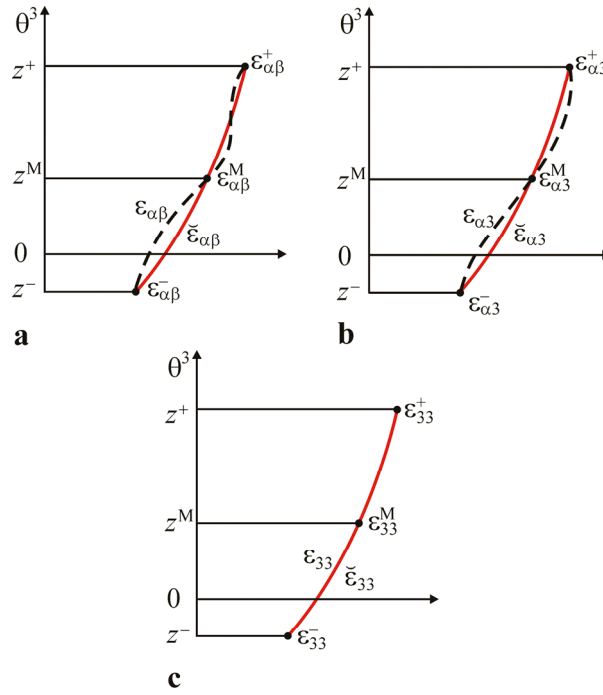 θ³
z⁺
ε⁺αβ
zᴹ
εᴹαβ
εαβ
ε̆αβ
0
z⁻
ε⁻αβ
a
θ³
z⁺
ε⁺α3
zᴹ
εᴹα3
εα3
ε̆α3
0
z⁻
ε⁻α3
b
θ³
z⁺
ε⁺33
zᴹ
εᴹ33
ε33
ε̆33
0
z⁻
ε⁻33
c